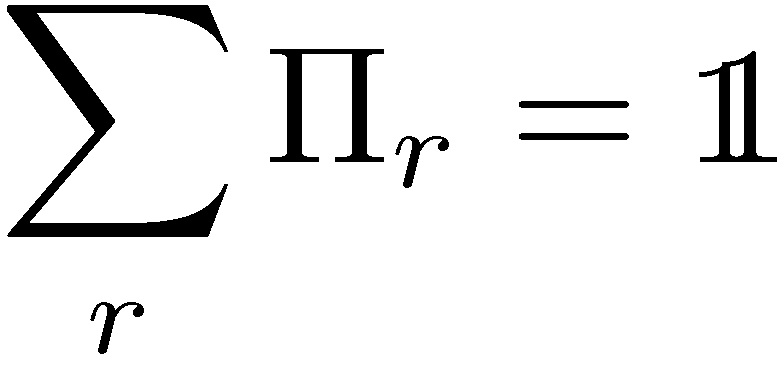 ∑_r Π_r = 𝟙